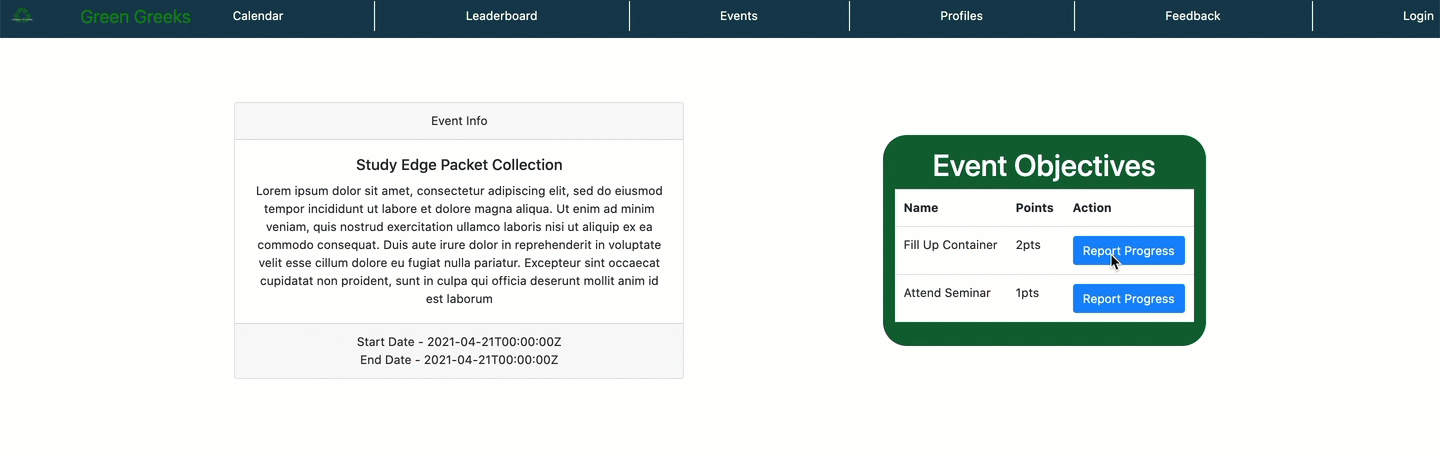 Green Greeks Calendar Leaderboard Events Profiles Feedback Login
Event Info
Study Edge Packet Collection
Lorem ipsum dolor sit amet, consectetur adipiscing elit, sed do eiusmod
tempor incididunt ut labore et dolore magna aliqua. Ut enim ad minim
veniam, quis nostrud exercitation ullamco laboris nisi ut aliquip ex ea
commodo consequat. Duis aute irure dolor in reprehenderit in voluptate
velit esse cillum dolore eu fugiat nulla pariatur. Excepteur sint occaecat
cupidatat non proident, sunt in culpa qui officia deserunt mollit anim id
est laborum
Start Date - 2021-04-21T00:00:00Z
End Date - 2021-04-21T00:00:00Z
Event Objectives
Name Points Action
Fill Up Container 2pts Report Progress
Attend Seminar 1pts Report Progress